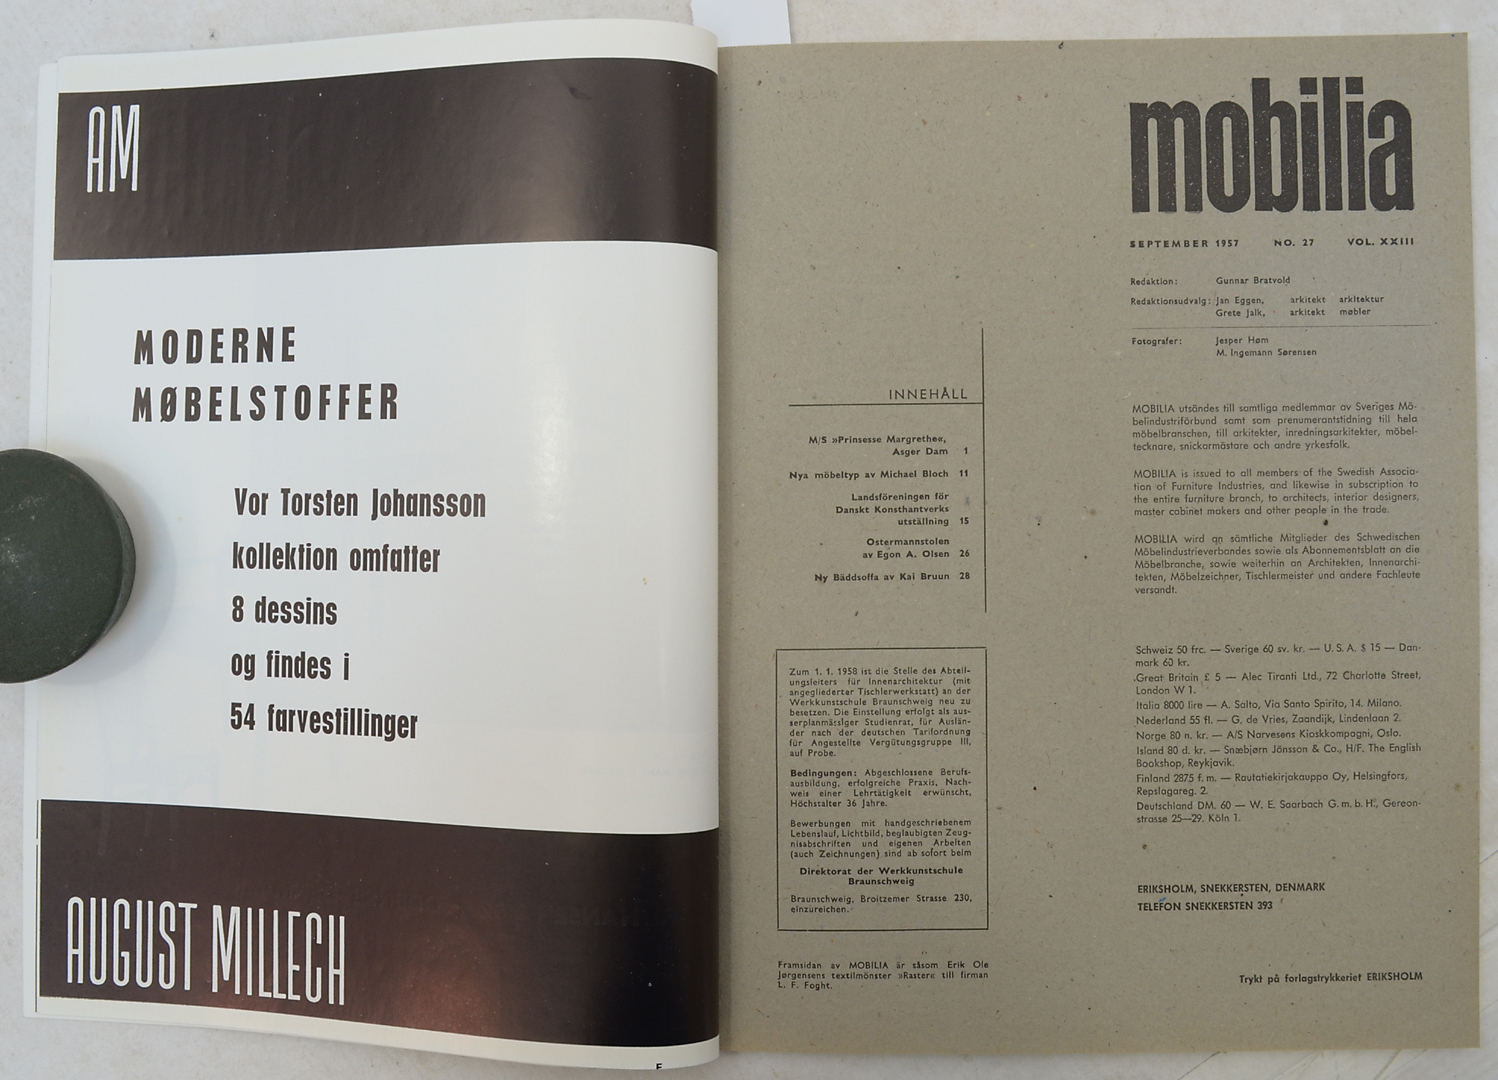 AM
MODERNE
MØBELSTOFFER
Vor Torsten Johansson
kollektion omfatter
8 dessins
og findes i
54 farvestillinger
AUGUST MILLECH
F
mobilia
SEPTEMBER 1957 NO. 27 VOL. XXIII
Redaktion: Gunnar Bratvold
Redaktionsudvalg: Jan Eggen, arkitekt arkitektur
Grete Jalk, arkitekt møbler
Fotografer: Jesper Høm
M. Ingemann Sørensen
INNEHÅLL
M/S »Prinsesse Margrethe«,
Asger Dam 1
Nya möbeltyp av Michael Bloch 11
Landsföreningen för
Danskt Konsthantverks
utställning 15
Ostermannstolen
av Egon A. Olsen 26
Ny Bäddsoffa av Kai Bruun 28
MOBILIA utsändes till samtliga medlemmar av Sveriges Mö-
belindustriförbund samt som prenumerantstidning till hela
möbelbranschen, till arkitekter, inredningsarkitekter, möbel-
tecknare, snickarmästare och andre yrkesfolk.
MOBILIA is issued to all members of the Swedish Associa-
tion of Furniture Industries, and likewise in subscription to
the entire furniture branch, to architects, interior designers,
master cabinet makers and other people in the trade.
MOBILIA wird an sämtliche Mitglieder des Schwedischen
Möbelindustrieverbandes sowie als Abonnementsblatt an die
Möbelbranche, sowie weiterhin an Architekten, Innenarchi-
tekten, Möbelzeichner, Tischlermeister und andere Fachleute
versandt.
Zum 1. 1. 1958 ist die Stelle des Abteil-
ungsleiters für Innenarchitektur (mit
angegliederter Tischlerwerkstatt) an der
Werkkunstschule Braunschweig neu zu
besetzen. Die Einstellung erfolgt als aus-
serplanmässiger Studienrat, für Auslän-
der nach der deutschen Tarifordnung
für Angestellte Vergütungsgruppe III,
auf Probe.
Bedingungen: Abgeschlossene Berufs-
ausbildung, erfolgreiche Praxis, Nach-
weis einer Lehrtätigkeit erwünscht,
Höchstalter 36 Jahre.
Bewerbungen mit handgeschriebenem
Lebenslauf, Lichtbild, beglaubigten Zeug-
nisabschriften und eigenen Arbeiten
(auch Zeichnungen) sind ab sofort beim
Direktorat der Werkkunstschule
Braunschweig
Braunschweig, Broitzemer Strasse 230,
einzureichen.
Framsidan av MOBILIA är såsom Erik Ole
Jørgensens textilmönster »Raster« till firman
L. F. Foght.
Schweiz 50 frc. — Sverige 60 sv. kr. — U. S. A. $ 15 — Dan-
mark 60 kr.
Great Britain £ 5 — Alec Tiranti Ltd., 72 Charlotte Street,
London W 1.
Italia 8000 lire — A. Salto, Via Santo Spirito, 14. Milano.
Nederland 55 fl. — G. de Vries, Zaandijk, Lindenlaan 2.
Norge 80 n. kr. — A/S Narvesens Kioskkompagni, Oslo.
Island 80 d. kr. — Snæbjørn Jónsson & Co., H/F. The English
Bookshop, Reykjavik.
Finland 2875 f. m. — Rautatiekirjakauppa Oy, Helsingfors,
Repslagareg. 2.
Deutschland DM. 60 — W. E. Saarbach G. m. b. H., Gereon-
strasse 25—29. Köln 1.
ERIKSHOLM, SNEKKERSTEN, DENMARK
TELEFON SNEKKERSTEN 393
Trykt på forlagstrykkeriet ERIKSHOLM